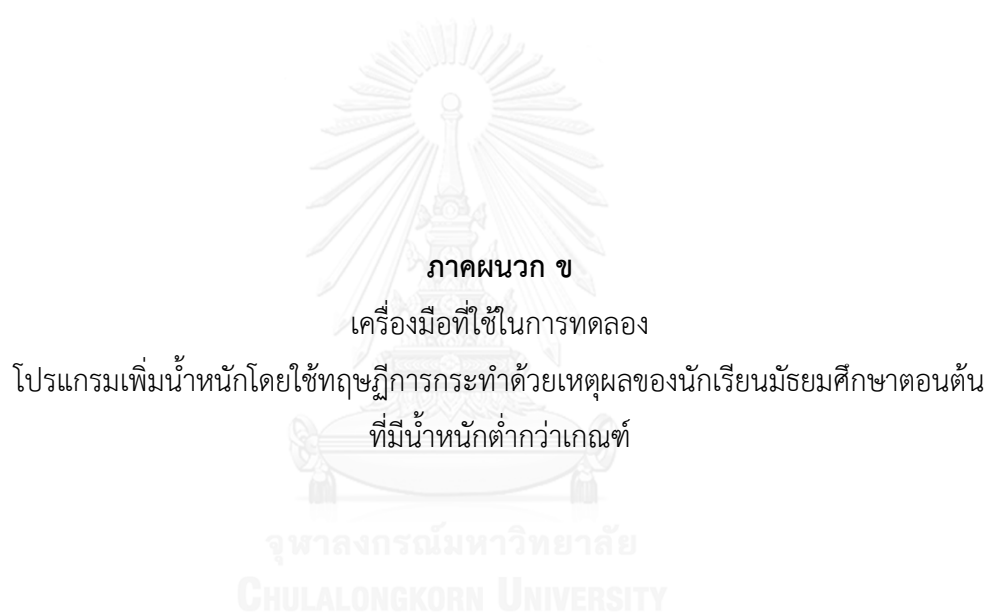 ภาคผนวก ข
เครื่องมือที่ใช้ในการทดลอง
โปรแกรมเพิ่มน้ำหนักโดยใช้ทฤษฎีการกระทำด้วยเหตุผลของนักเรียนมัธยมศึกษาตอนต้น
ที่มีน้ำหนักต่ำกว่าเกณฑ์
จุฬาลงกรณ์มหาวิทยาลัย
CHULALONGKORN UNIVERSITY